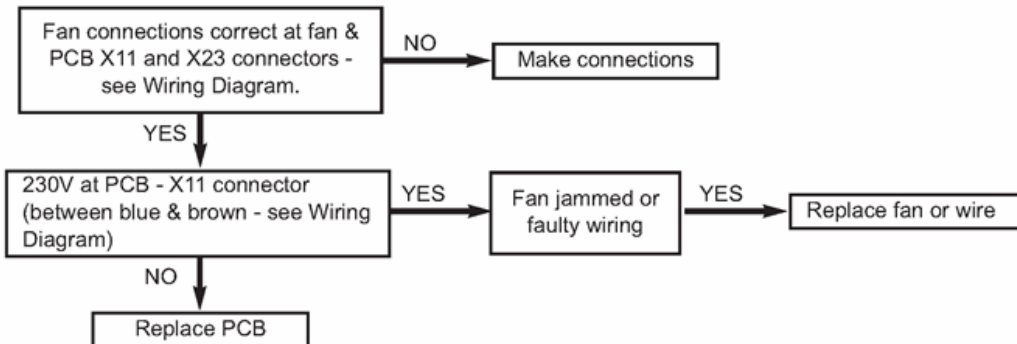 Fan connections correct at fan &
PCB X11 and X23 connectors -
see Wiring Diagram.
NO
Make connections
YES
230V at PCB - X11 connector
(between blue & brown - see Wiring
Diagram)
YES
Fan jammed or
faulty wiring
YES
Replace fan or wire
NO
Replace PCB